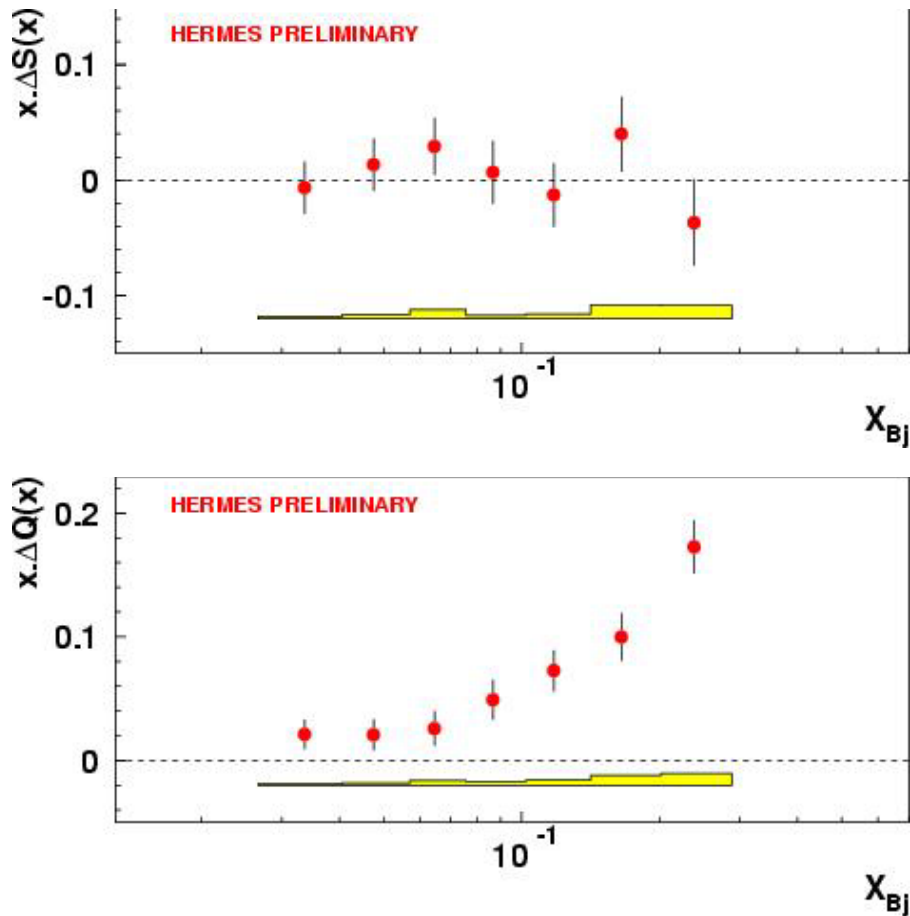 x.ΔS(x)
HERMES PRELIMINARY
0.1
0
-0.1
10⁻¹
X_Bj
x.ΔQ(x)
HERMES PRELIMINARY
0.2
0.1
0
10⁻¹
X_Bj